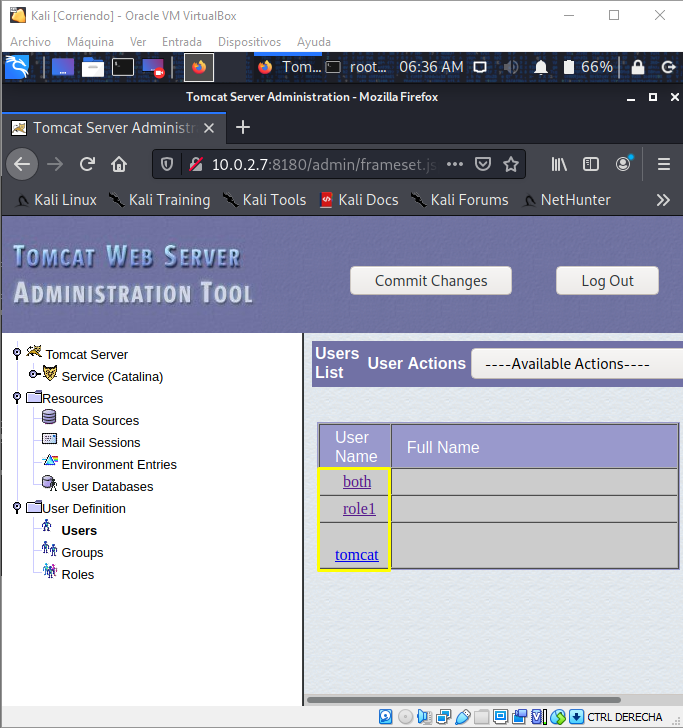 Kali [Corriendo] - Oracle VM VirtualBox
Archivo Máquina Ver Entrada Dispositivos Ayuda
Tom... root... 06:36 AM 66%
Tomcat Server Administration - Mozilla Firefox
Tomcat Server Administr
10.0.2.7:8180/admin/frameset.js
Kali Linux Kali Training Kali Tools Kali Docs Kali Forums NetHunter
TOMCAT WEB SERVER
ADMINISTRATION TOOL
Commit Changes Log Out
Tomcat Server
Service (Catalina)
Resources
Data Sources
Mail Sessions
Environment Entries
User Databases
User Definition
Users
Groups
Roles
Users
List
User Actions ----Available Actions----
User
Name
Full Name
both
role1
tomcat
CTRL DERECHA